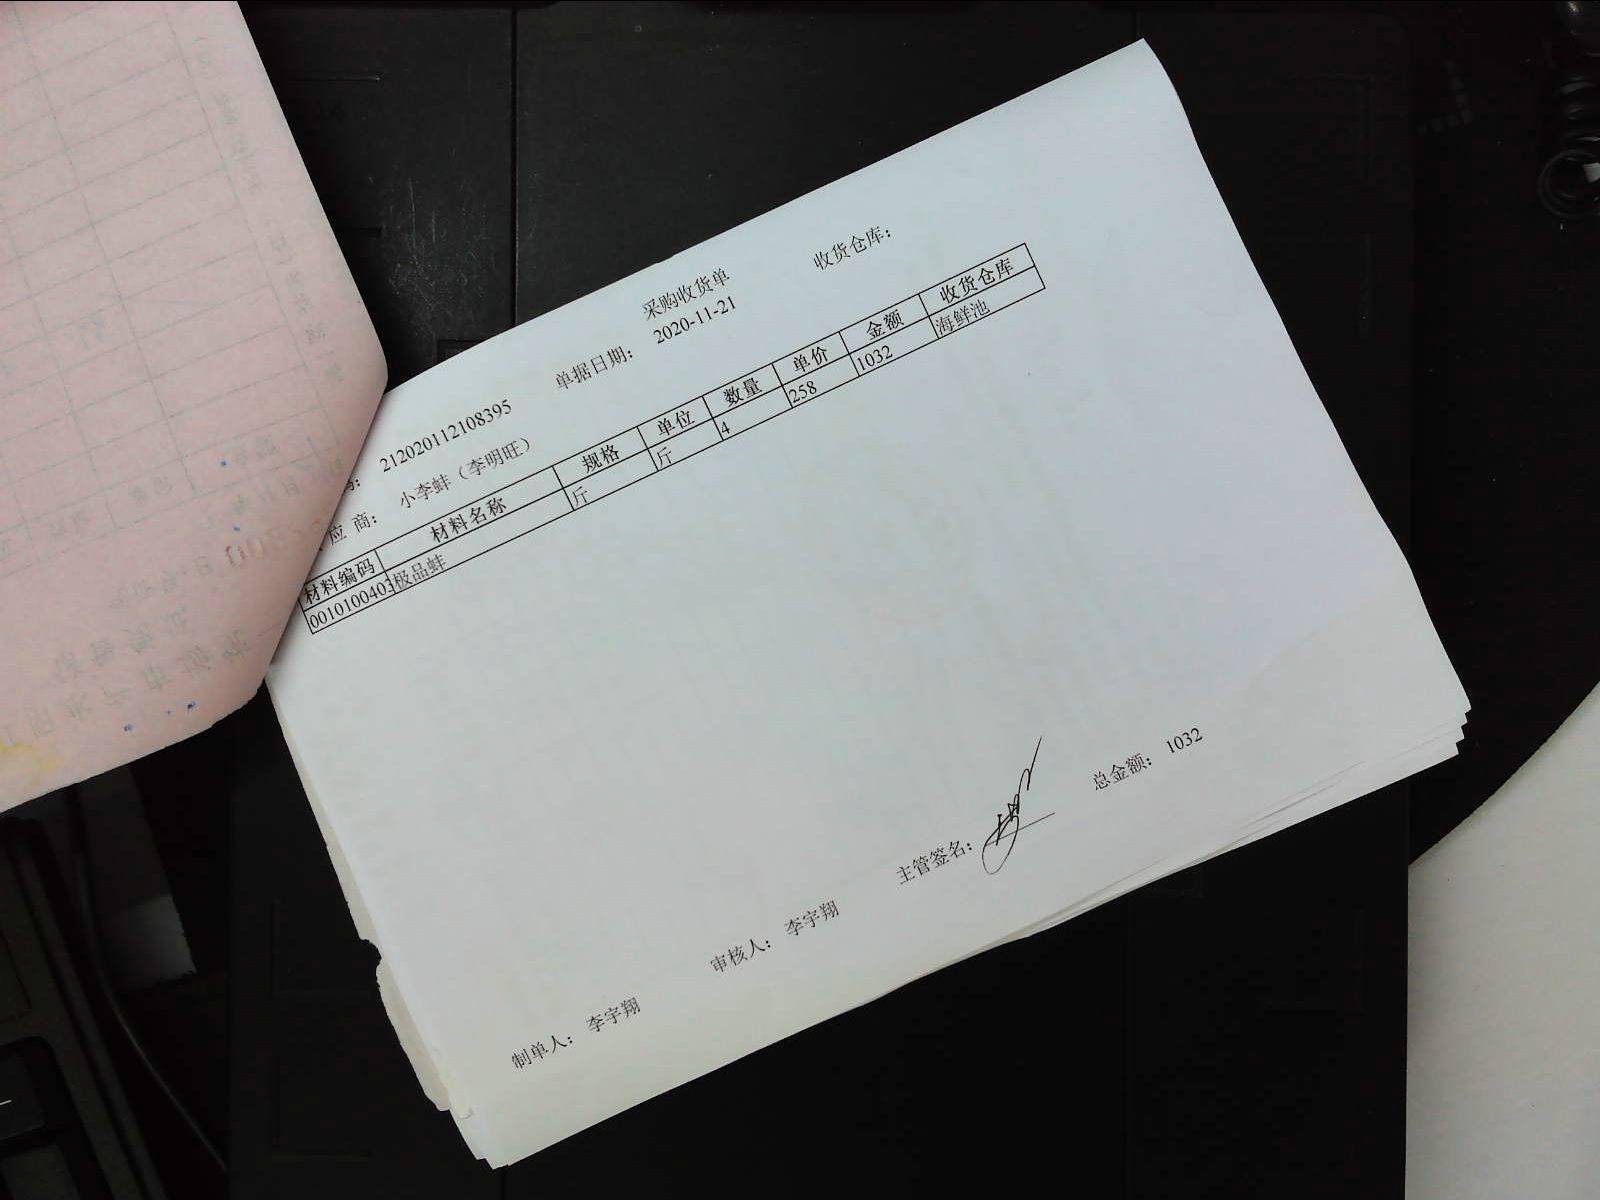 采购收货单
212020112108395 单据日期： 2020-11-21 收货仓库：
应 商： 小李蚌（李明旺）
材料编码 材料名称 规格 单位 数量 单价 金额 收货仓库
0010100403 极品蚌 斤 斤 4 258 1032 海鲜池
制单人： 李宇翔 审核人： 李宇翔 主管签名： 总金额： 1032